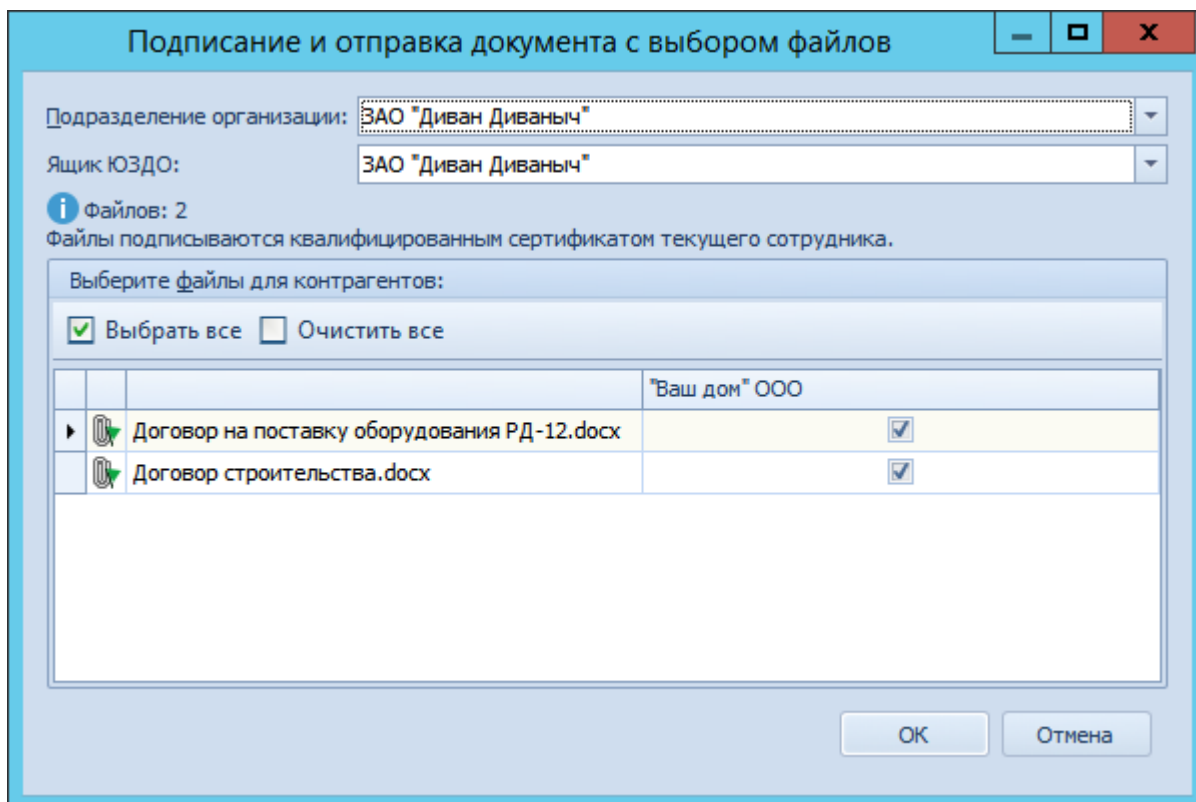 Подписание и отправка документа с выбором файлов
Подразделение организации: ЗАО "Диван Диваныч"
Ящик ЮЗДО: ЗАО "Диван Диваныч"
Файлов: 2
Файлы подписываются квалифицированным сертификатом текущего сотрудника.
Выберите файлы для контрагентов:
Выбрать все Очистить все
"Ваш дом" ООО
Договор на поставку оборудования РД-12.docx
Договор строительства.docx
ОК Отмена